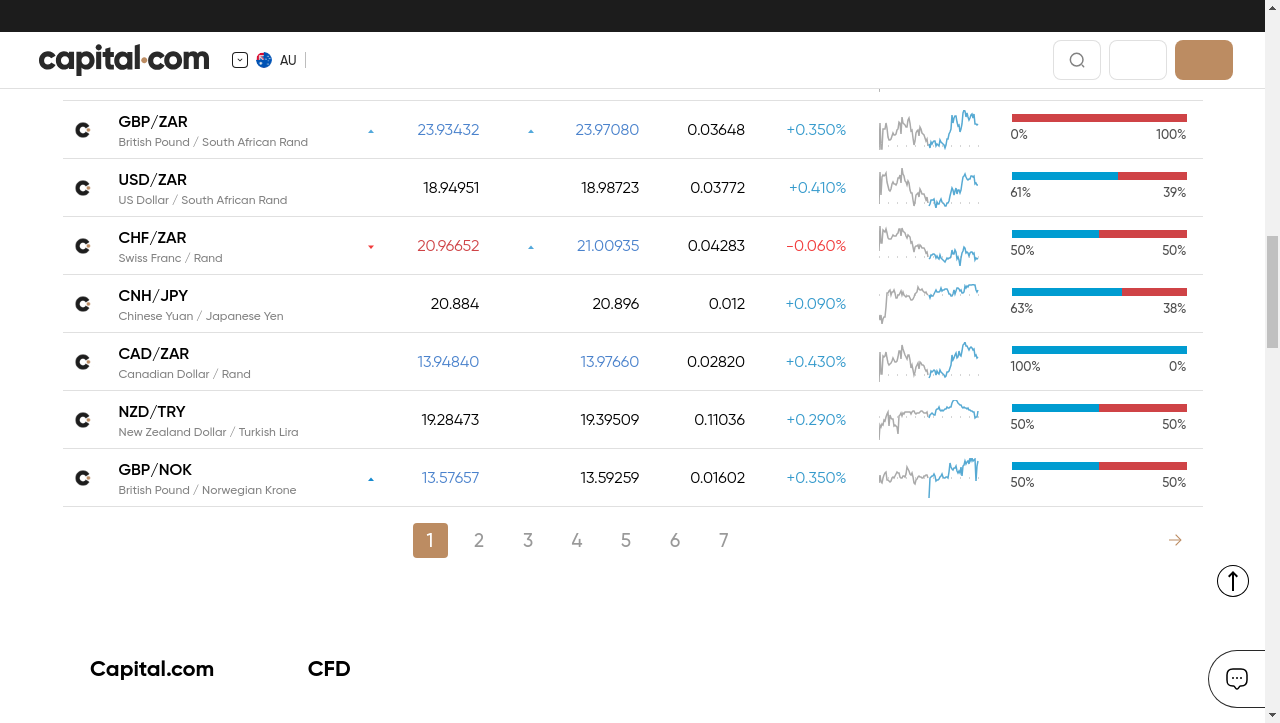 capital.com
AU
GBP/ZAR
British Pound / South African Rand
23.93432
23.97080
0.03648
+0.350%
0%
100%
USD/ZAR
US Dollar / South African Rand
18.94951
18.98723
0.03772
+0.410%
61%
39%
CHF/ZAR
Swiss Franc / Rand
20.96652
21.00935
0.04283
-0.060%
50%
50%
CNH/JPY
Chinese Yuan / Japanese Yen
20.884
20.896
0.012
+0.090%
63%
38%
CAD/ZAR
Canadian Dollar / Rand
13.94840
13.97660
0.02820
+0.430%
100%
0%
NZD/TRY
New Zealand Dollar / Turkish Lira
19.28473
19.39509
0.11036
+0.290%
50%
50%
GBP/NOK
British Pound / Norwegian Krone
13.57657
13.59259
0.01602
+0.350%
50%
50%
1 2 3 4 5 6 7
Capital.com
CFD